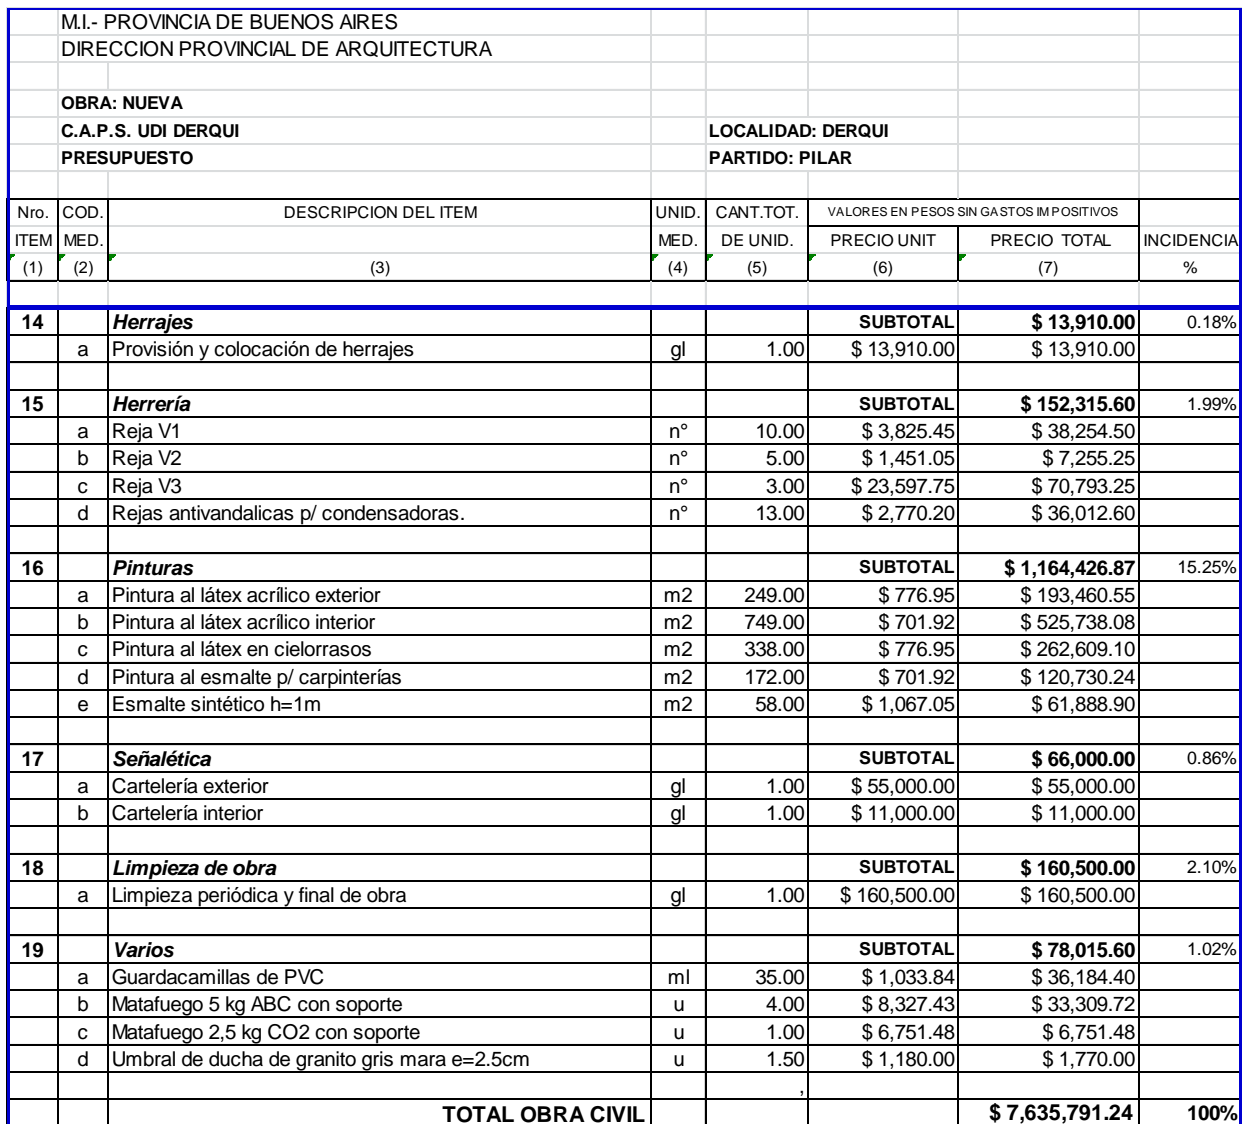 M.I.- PROVINCIA DE BUENOS AIRES
DIRECCION PROVINCIAL DE ARQUITECTURA
OBRA: NUEVA
C.A.P.S. UDI DERQUI LOCALIDAD: DERQUI
PRESUPUESTO PARTIDO: PILAR
Nro. COD. DESCRIPCION DEL ITEM UNID. CANT.TOT. VALORES EN PESOS SIN GASTOS IMPOSITIVOS
ITEM MED. MED. DE UNID. PRECIO UNIT PRECIO TOTAL INCIDENCIA
(1) (2) (3) (4) (5) (6) (7) %
14 Herrajes SUBTOTAL $ 13,910.00 0.18%
a Provisión y colocación de herrajes gl 1.00 $ 13,910.00 $ 13,910.00
15 Herrería SUBTOTAL $ 152,315.60 1.99%
a Reja V1 n° 10.00 $ 3,825.45 $ 38,254.50
b Reja V2 n° 5.00 $ 1,451.05 $ 7,255.25
c Reja V3 n° 3.00 $ 23,597.75 $ 70,793.25
d Rejas antivandalicas p/ condensadoras. n° 13.00 $ 2,770.20 $ 36,012.60
16 Pinturas SUBTOTAL $ 1,164,426.87 15.25%
a Pintura al látex acrílico exterior m2 249.00 $ 776.95 $ 193,460.55
b Pintura al látex acrílico interior m2 749.00 $ 701.92 $ 525,738.08
c Pintura al látex en cielorrasos m2 338.00 $ 776.95 $ 262,609.10
d Pintura al esmalte p/ carpinterías m2 172.00 $ 701.92 $ 120,730.24
e Esmalte sintético h=1m m2 58.00 $ 1,067.05 $ 61,888.90
17 Señalética SUBTOTAL $ 66,000.00 0.86%
a Cartelería exterior gl 1.00 $ 55,000.00 $ 55,000.00
b Cartelería interior gl 1.00 $ 11,000.00 $ 11,000.00
18 Limpieza de obra SUBTOTAL $ 160,500.00 2.10%
a Limpieza periódica y final de obra gl 1.00 $ 160,500.00 $ 160,500.00
19 Varios SUBTOTAL $ 78,015.60 1.02%
a Guardacamillas de PVC ml 35.00 $ 1,033.84 $ 36,184.40
b Matafuego 5 kg ABC con soporte u 4.00 $ 8,327.43 $ 33,309.72
c Matafuego 2,5 kg CO2 con soporte u 1.00 $ 6,751.48 $ 6,751.48
d Umbral de ducha de granito gris mara e=2.5cm u 1.50 $ 1,180.00 $ 1,770.00
,
TOTAL OBRA CIVIL $ 7,635,791.24 100%